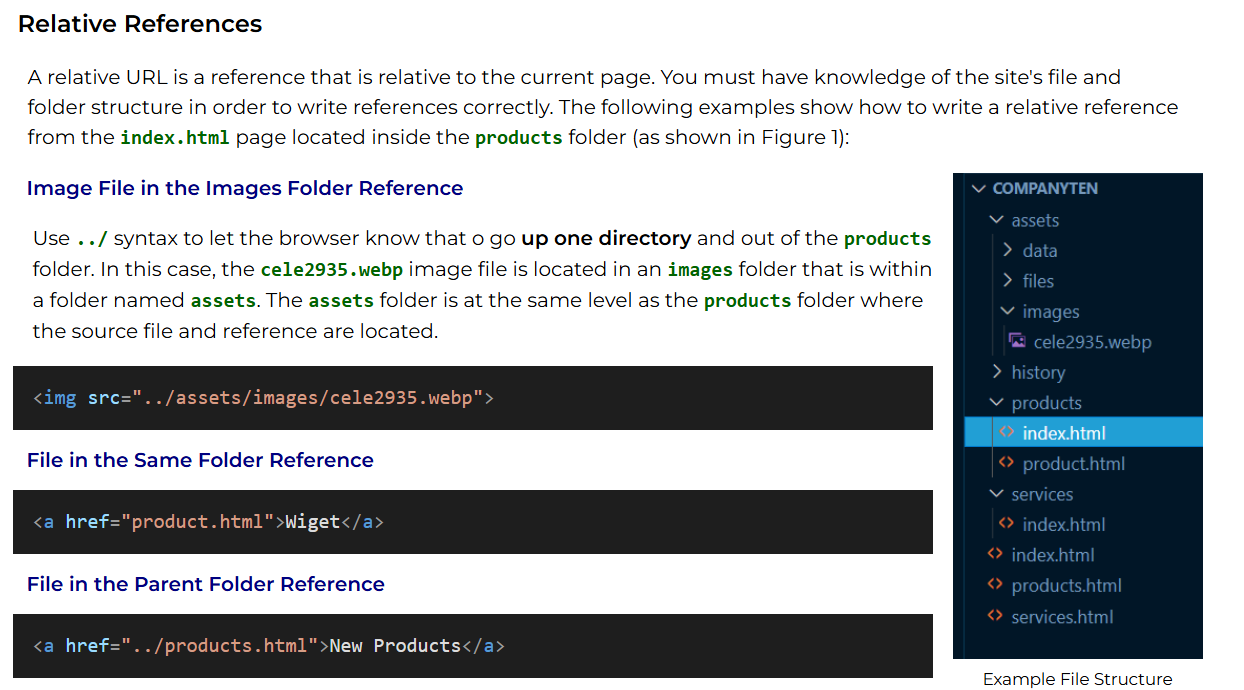 Relative References
A relative URL is a reference that is relative to the current page. You must have knowledge of the site's file and
folder structure in order to write references correctly. The following examples show how to write a relative reference
from the index.html page located inside the products folder (as shown in Figure 1):
Image File in the Images Folder Reference
Use ../ syntax to let the browser know that o go up one directory and out of the products
folder. In this case, the cele2935.webp image file is located in an images folder that is within
a folder named assets. The assets folder is at the same level as the products folder where
the source file and reference are located.
<img src="../assets/images/cele2935.webp">
File in the Same Folder Reference
<a href="product.html">Wiget</a>
File in the Parent Folder Reference
<a href="../products.html">New Products</a>
COMPANYTEN
assets
data
files
images
cele2935.webp
history
products
index.html
product.html
services
index.html
index.html
products.html
services.html
Example File Structure